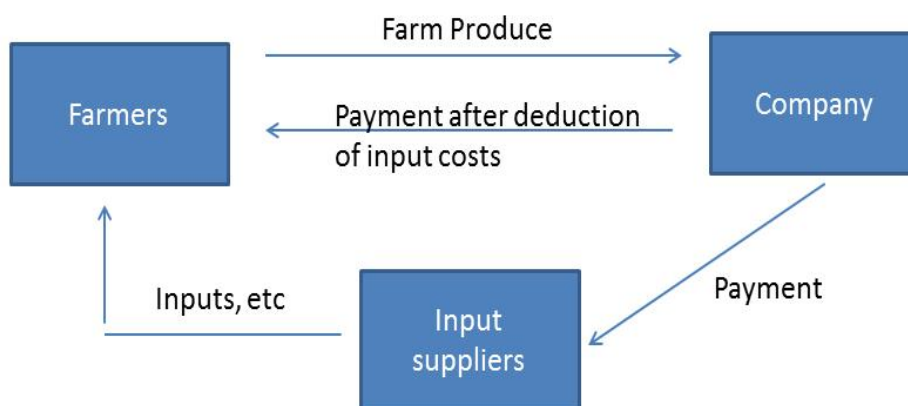 Farm Produce
Farmers
Company
Payment after deduction
of input costs
Inputs, etc
Payment
Input
suppliers